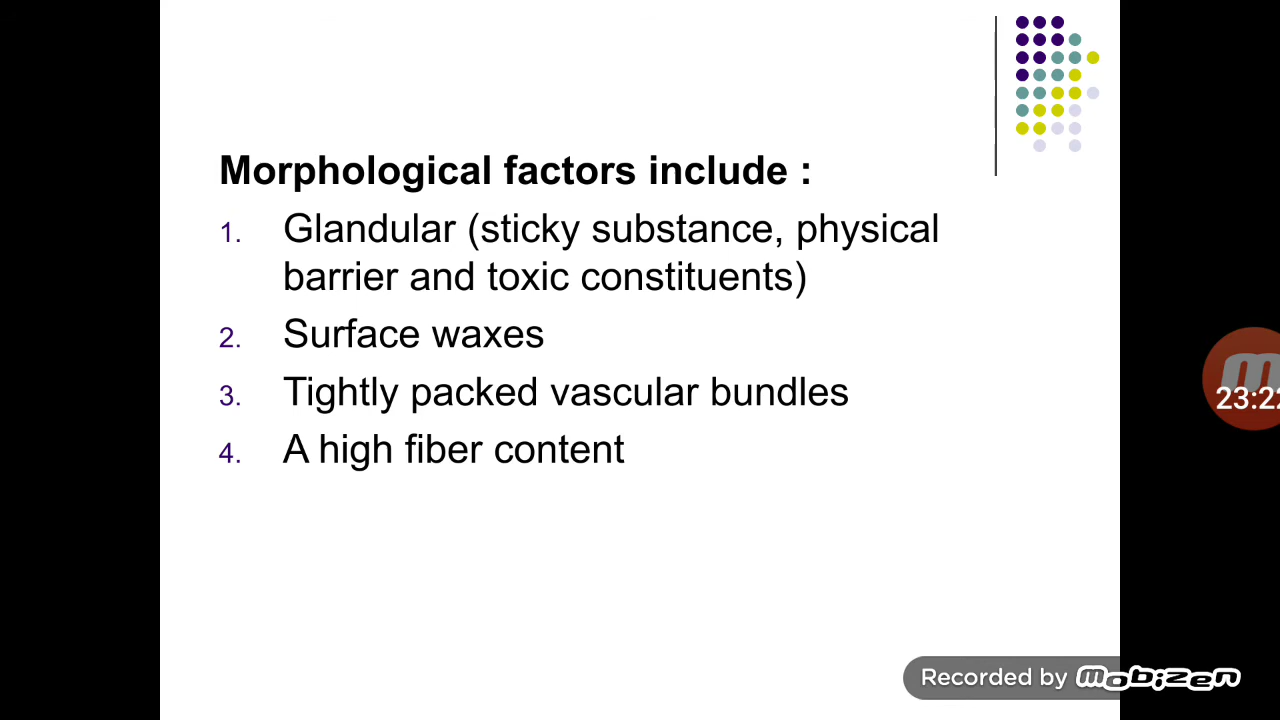 Morphological factors include :
1. Glandular (sticky substance, physical
barrier and toxic constituents)
2. Surface waxes
3. Tightly packed vascular bundles
4. A high fiber content
23:22
Recorded by mobizen